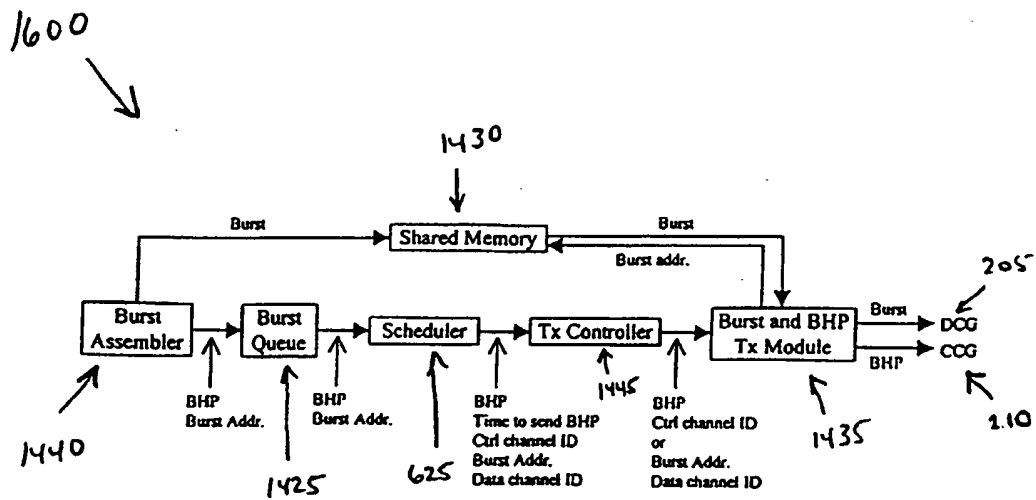 1600
1430
Burst
Shared Memory
Burst
Burst addr.
205
Burst
Assembler
Burst
Queue
Scheduler
Tx Controller
Burst and BHP
Tx Module
Burst
DCG
BHP
CCG
1440
BHP
Burst Addr.
1425
BHP
Burst Addr.
625
BHP
Time to send BHP
Ctrl channel ID
Burst Addr.
Data channel ID
1445
BHP
Ctrl channel ID
or
Burst Addr.
Data channel ID
1435
210